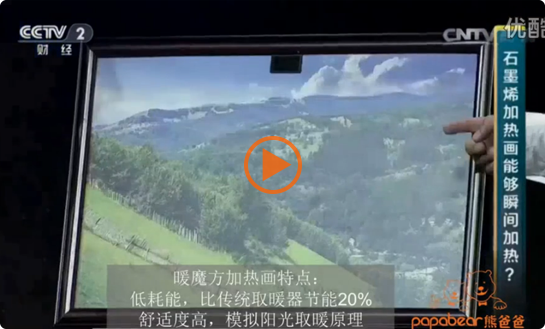 CCTV 2
财经
CNTV
优酷
石墨烯加热画能够瞬间加热？
暖魔方加热画特点：
低耗能，比传统取暖器节能20%
舒适度高，模拟阳光取暖原理
papabear熊爸爸